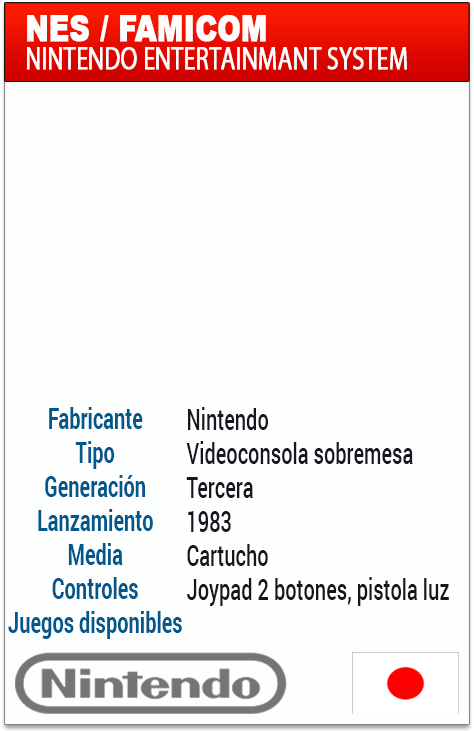 NES / FAMICOM
NINTENDO ENTERTAINMANT SYSTEM
Fabricante Nintendo
Tipo Videoconsola sobremesa
Generación Tercera
Lanzamiento 1983
Media Cartucho
Controles Joypad 2 botones, pistola luz
Juegos disponibles
Nintendo